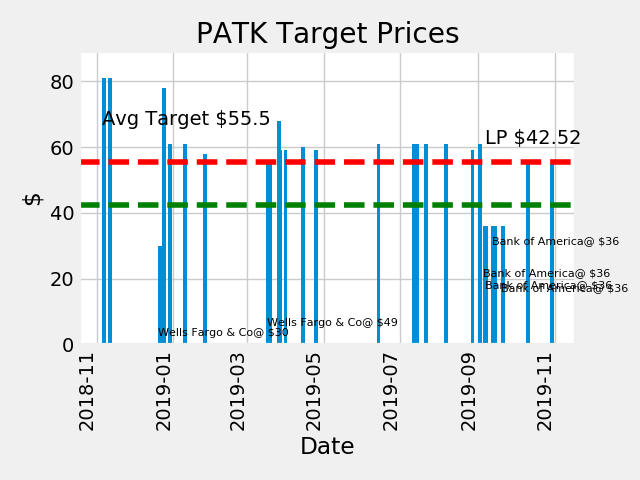 PATK Target Prices
80
60
40
20
0
$
Avg Target $55.5
LP $42.52
Bank of America@ $36
Bank of America@ $36
Bank of America@ $36
Bank of America@ $36
Wells Fargo & Co@ $49
Wells Fargo & Co@ $30
2018-11
2019-01
2019-03
2019-05
2019-07
2019-09
2019-11
Date